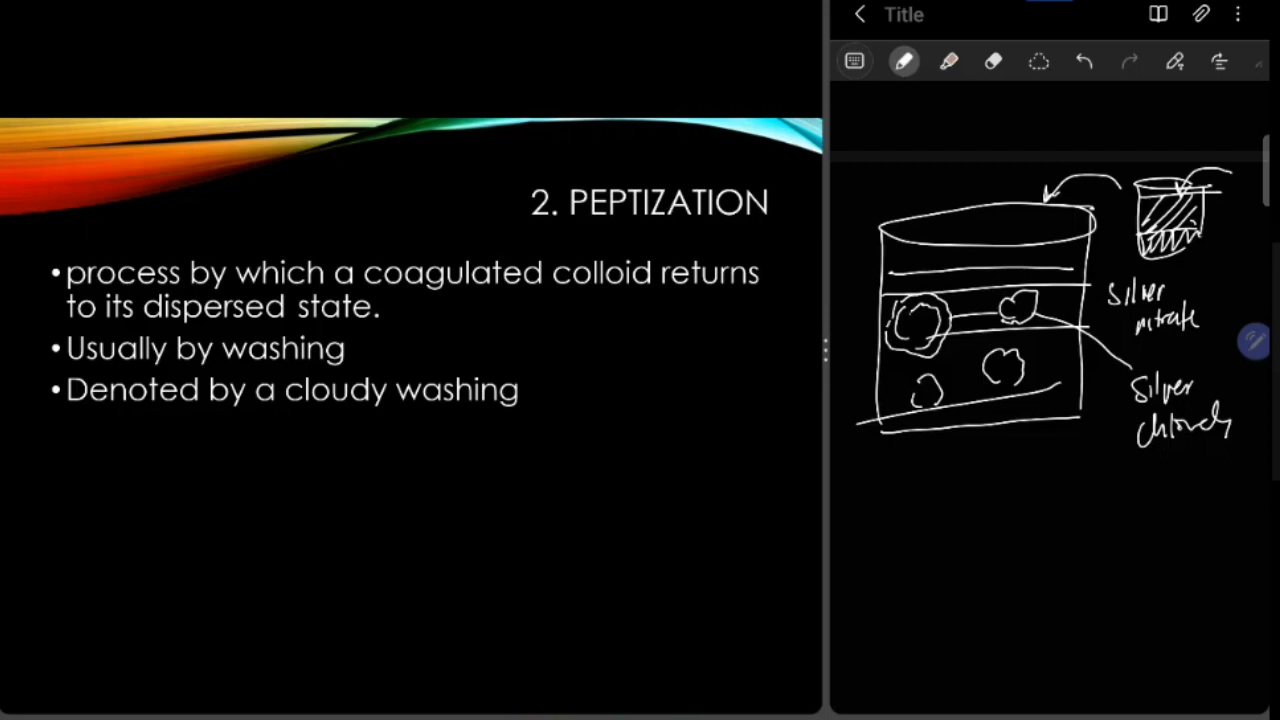 Title
2. PEPTIZATION
•process by which a coagulated colloid returns
to its dispersed state.
•Usually by washing
•Denoted by a cloudy washing
Silver
nitrate
Silver